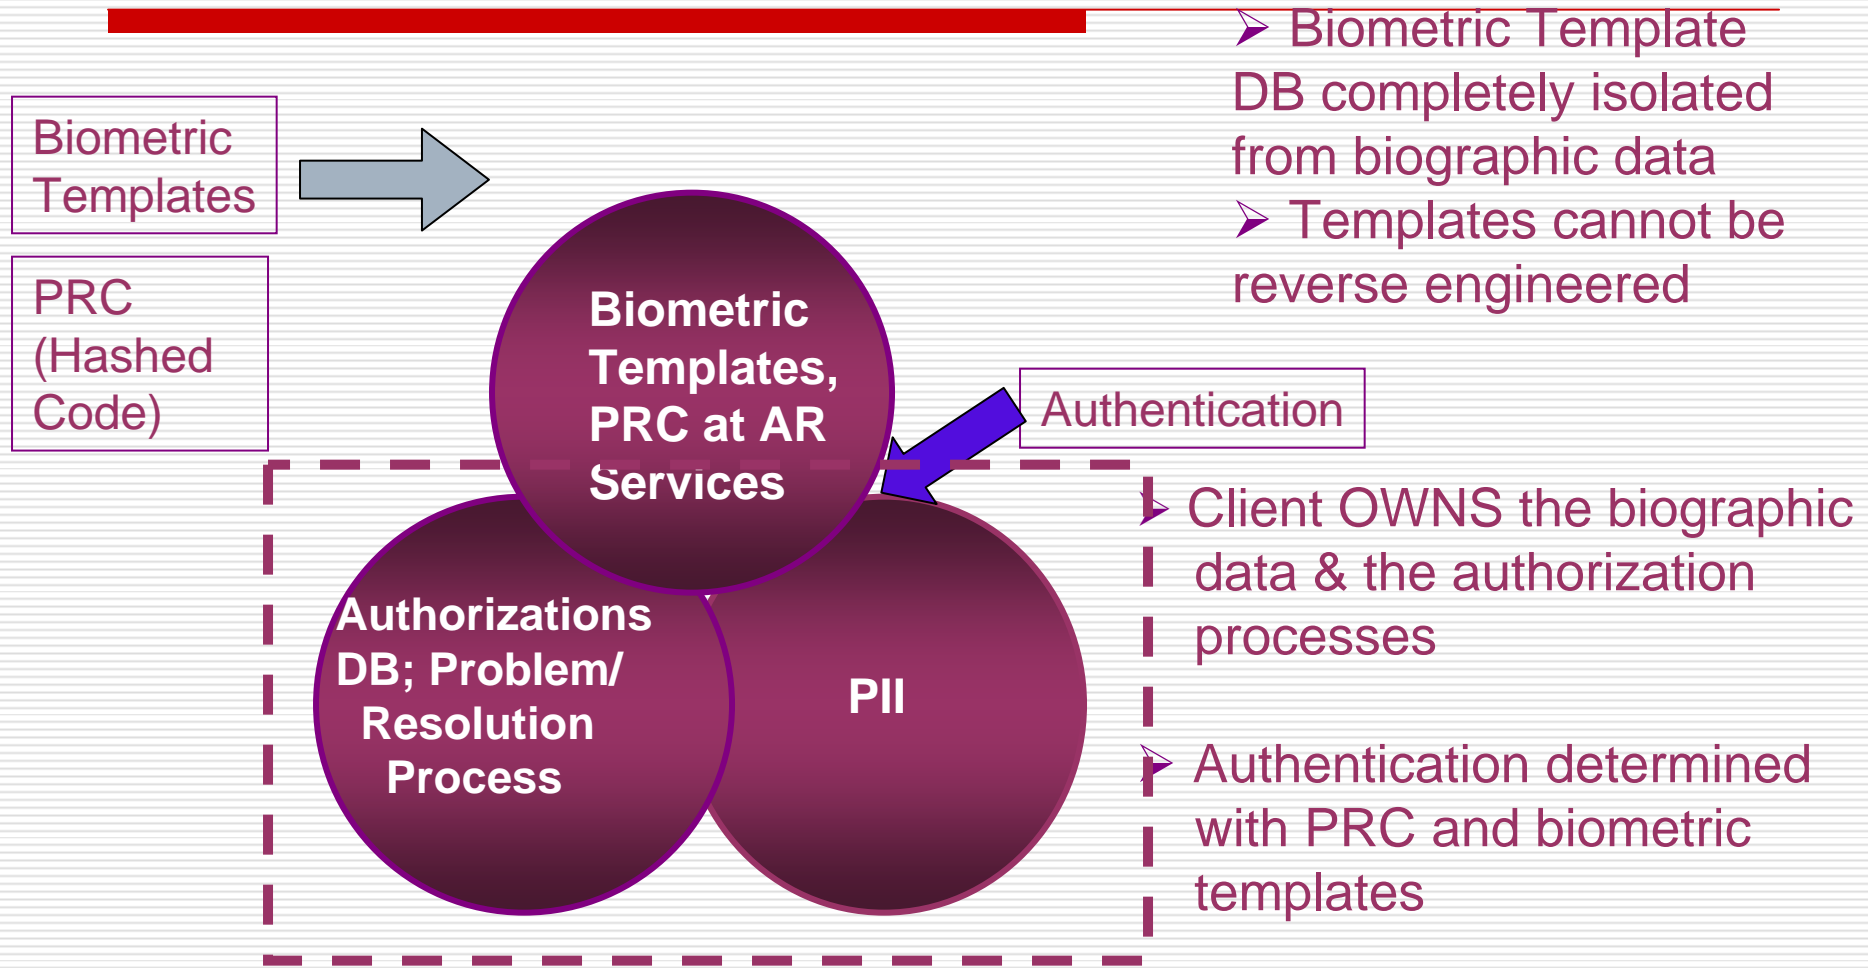 ➢ Biometric Template
DB completely isolated
from biographic data
➢ Templates cannot be
reverse engineered
Biometric
Templates
PRC
(Hashed
Code)
Biometric
Templates,
PRC at AR
Services
Authentication
Authorizations
DB; Problem/
Resolution
Process
PII
➢ Client OWNS the biographic
data & the authorization
processes
➢ Authentication determined
with PRC and biometric
templates